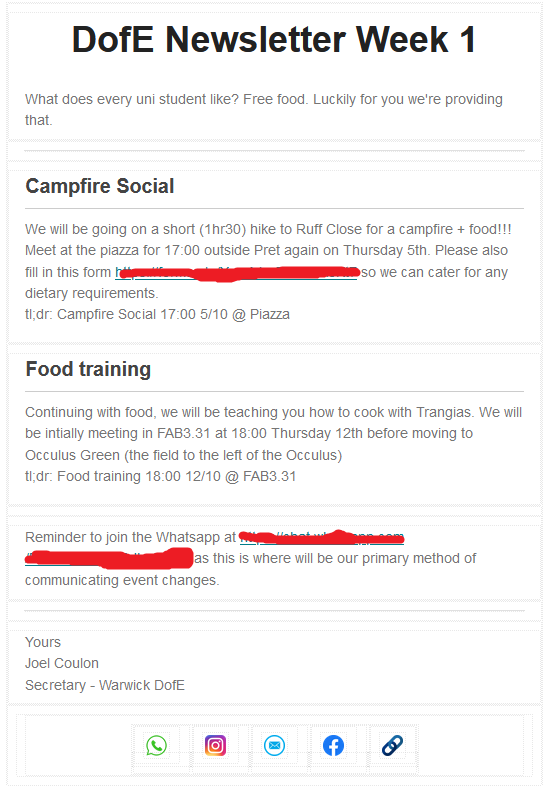 DofE Newsletter Week 1
What does every uni student like? Free food. Luckily for you we're providing
that.
Campfire Social
We will be going on a short (1hr30) hike to Ruff Close for a campfire + food!!!
Meet at the piazza for 17:00 outside Pret again on Thursday 5th. Please also
fill in this form so we can cater for any
dietary requirements.
tl;dr: Campfire Social 17:00 5/10 @ Piazza
Food training
Continuing with food, we will be teaching you how to cook with Trangias. We will
be intially meeting in FAB3.31 at 18:00 Thursday 12th before moving to
Occulus Green (the field to the left of the Occulus)
tl;dr: Food training 18:00 12/10 @ FAB3.31
Reminder to join the Whatsapp at
as this is where will be our primary method of
communicating event changes.
Yours
Joel Coulon
Secretary - Warwick DofE